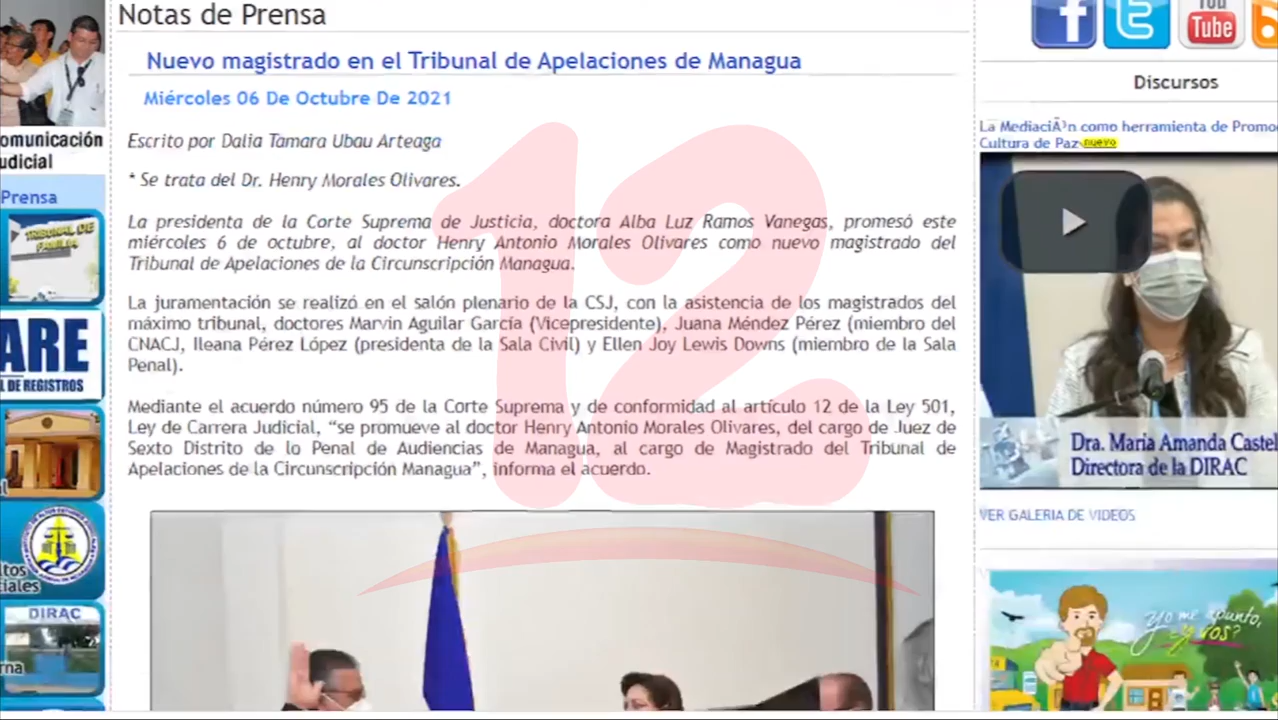 Notas de Prensa
Nuevo magistrado en el Tribunal de Apelaciones de Managua
Miércoles 06 De Octubre De 2021
Escrito por Dalia Tamara Ubau Arteaga
* Se trata del Dr. Henry Morales Olivares.
La presidenta de la Corte Suprema de Justicia, doctora Alba Luz Ramos Vanegas, promesó este
miércoles 6 de octubre, al doctor Henry Antonio Morales Olivares como nuevo magistrado del
Tribunal de Apelaciones de la Circunscripción Managua.
La juramentación se realizó en el salón plenario de la CSJ, con la asistencia de los magistrados del
máximo tribunal, doctores Marvin Aguilar García (Vicepresidente), Juana Méndez Pérez (miembro del
CNACJ, Ileana Pérez López (presidenta de la Sala Civil) y Ellen Joy Lewis Downs (miembro de la Sala
Penal).
Mediante el acuerdo número 95 de la Corte Suprema y de conformidad al artículo 12 de la Ley 501,
Ley de Carrera Judicial, “se promueve al doctor Henry Antonio Morales Olivares, del cargo de Juez de
Sexto Distrito de lo Penal de Audiencias de Managua, al cargo de Magistrado del Tribunal de
Apelaciones de la Circunscripción Managua”, informa el acuerdo.
12
omunicación
udicial
Prensa
TRIBUNAL DE
FAMILIA
ARE
L DE REGISTROS
ltos
iales
DIRAC
rna
You
Tube
Discursos
La MediaciÃ³n como herramienta de Promo
Cultura de Paz nuevo
Dra. Maria Amanda Castel
Directora de la DIRAC
VER GALERIA DE VIDEOS
Yo me apunto,
¿y vos?